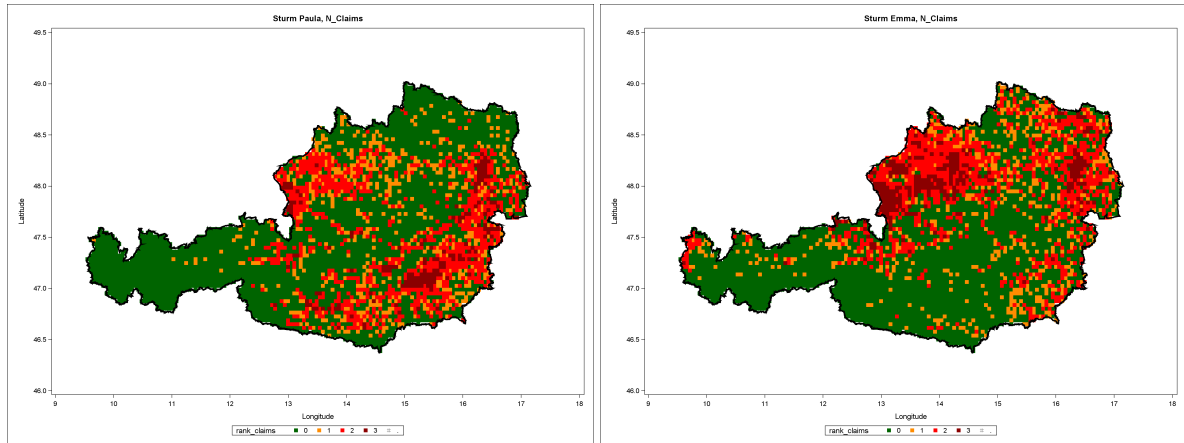 Sturm Paula, N_Claims
49.5
49.0
48.5
48.0
47.5
47.0
46.5
46.0
Latitude
9 10 11 12 13 14 15 16 17 18
Longitude
rank_claims 0 1 2 3 .
Sturm Emma, N_Claims
49.5
49.0
48.5
48.0
47.5
47.0
46.5
46.0
Latitude
9 10 11 12 13 14 15 16 17 18
Longitude
rank_claims 0 1 2 3 .